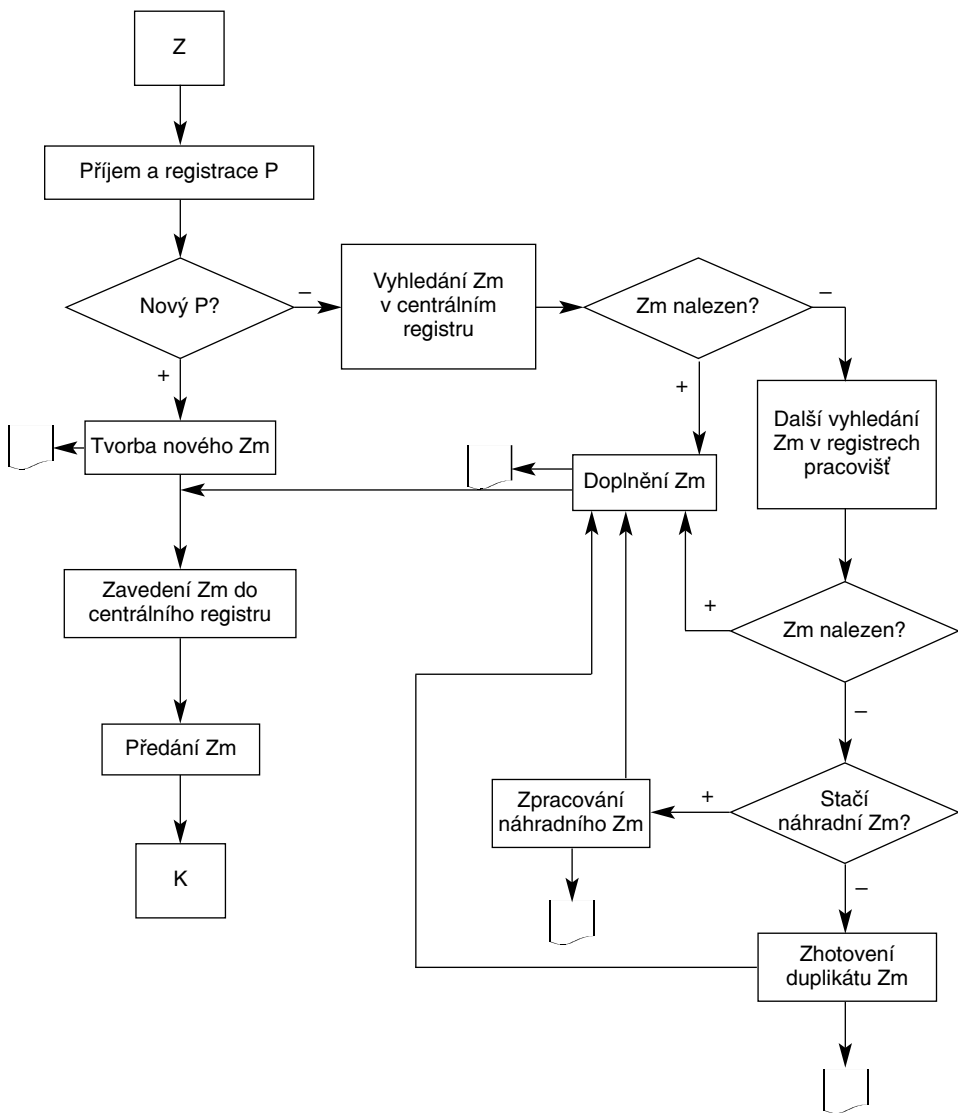 Z
Příjem a registrace P
Nový P?
–
Vyhledání Zm
v centrálním
registru
Zm nalezen?
–
+
+
Další vyhledání
Zm v registrech
pracovišť
Tvorba nového Zm
Doplnění Zm
Zavedení Zm do
centrálního registru
+
Zm nalezen?
–
Předání Zm
Zpracování
náhradního Zm
+
Stačí
náhradní Zm?
–
K
Zhotovení
duplikátu Zm